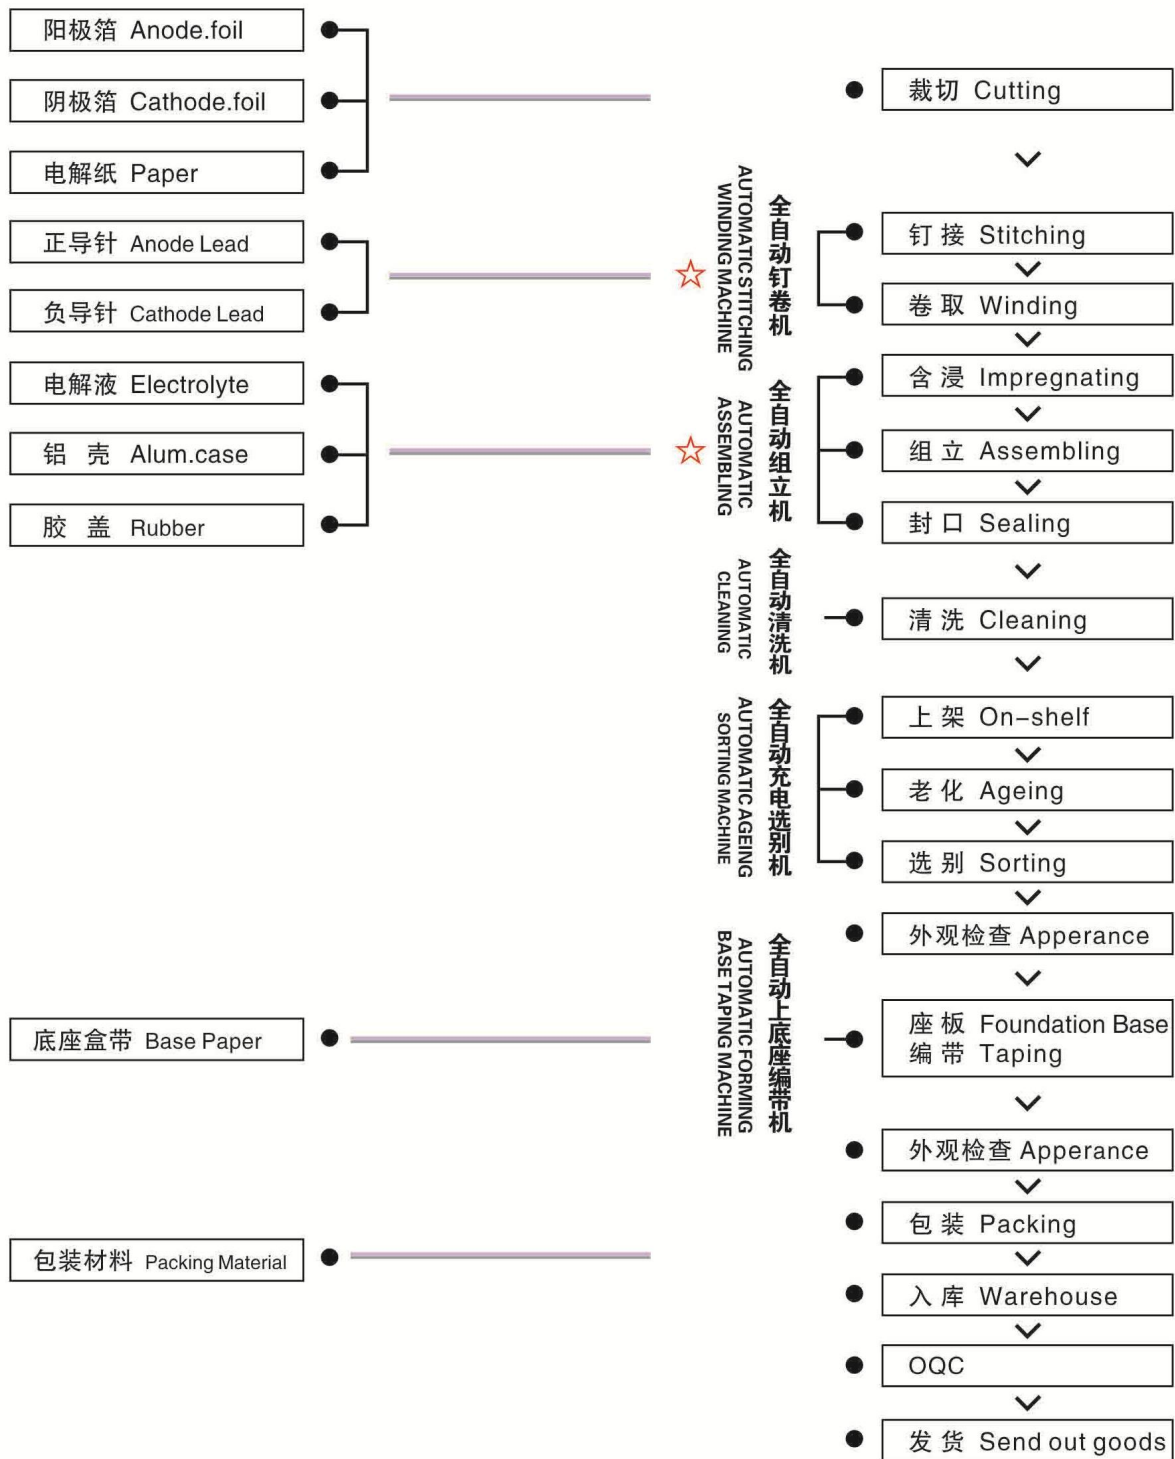 阳极箔 Anode.foil
阴极箔 Cathode.foil
电解纸 Paper
正导针 Anode Lead
负导针 Cathode Lead
电解液 Electrolyte
铝 壳 Alum.case
胶 盖 Rubber
底座盒带 Base Paper
包装材料 Packing Material
全自动钉卷机
AUTOMATIC STITCHING
WINDING MACHINE
全自动组立机
AUTOMATIC
ASSEMBLING
全自动清洗机
AUTOMATIC
CLEANING
全自动充电选别机
AUTOMATIC AGEING
SORTING MACHINE
全自动上底座编带机
AUTOMATIC FORMING
BASE TAPING MACHINE
裁切 Cutting
钉 接 Stitching
卷 取 Winding
含 浸 Impregnating
组 立 Assembling
封 口 Sealing
清 洗 Cleaning
上 架 On-shelf
老 化 Ageing
选 别 Sorting
外观检查 Apperance
座 板 Foundation Base
编 带 Taping
外观检查 Apperance
包 装 Packing
入 库 Warehouse
OQC
发 货 Send out goods